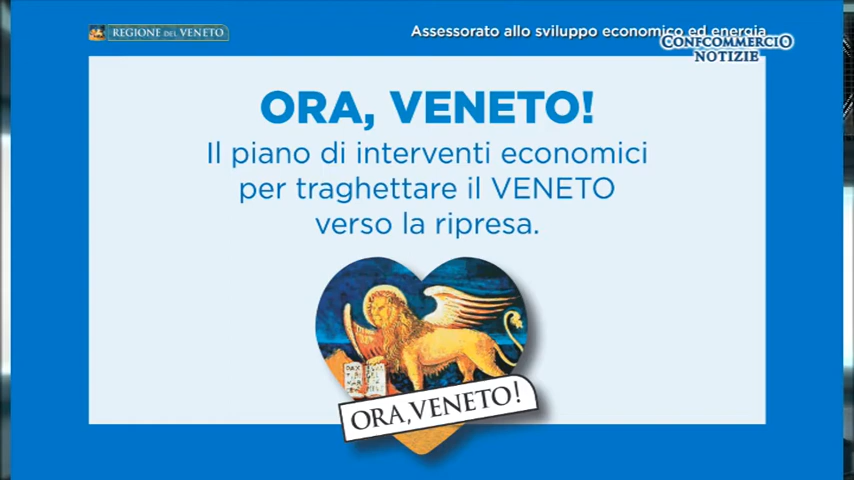 REGIONE DEL VENETO
Assessorato allo sviluppo economico ed energia
CONFCOMMERCIO
NOTIZIE
ORA, VENETO!
Il piano di interventi economici
per traghettare il VENETO
verso la ripresa.
ORA, VENETO!